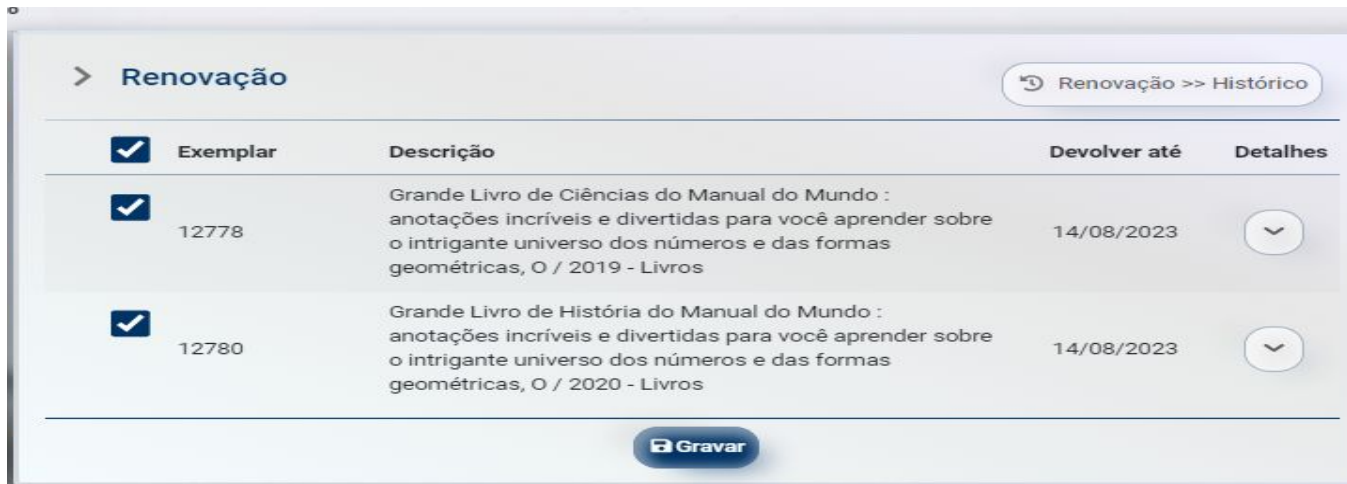 Renovação
Renovação >> Histórico
Exemplar Descrição Devolver até Detalhes
Grande Livro de Ciências do Manual do Mundo :
anotações incríveis e divertidas para você aprender sobre
12778 14/08/2023
o intrigante universo dos números e das formas
geométricas, O / 2019 - Livros
Grande Livro de História do Manual do Mundo :
anotações incríveis e divertidas para você aprender sobre
12780 14/08/2023
o intrigante universo dos números e das formas
geométricas, O / 2020 - Livros
Gravar